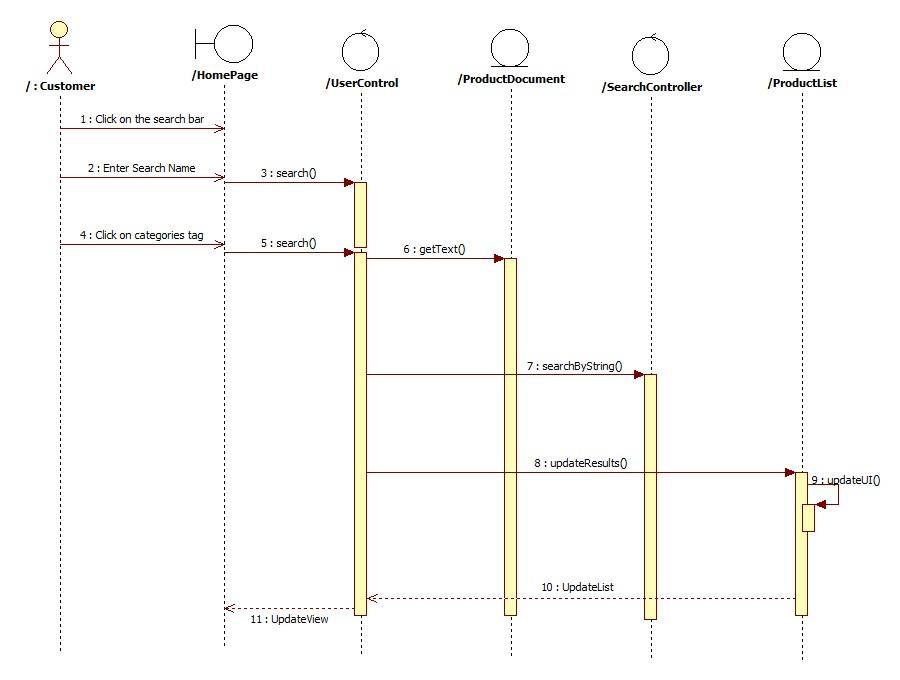 / : Customer
/HomePage
/UserControl
/ProductDocument
/SearchController
/ProductList
1 : Click on the search bar
2 : Enter Search Name
3 : search()
4 : Click on categories tag
5 : search()
6 : getText()
7 : searchByString()
8 : updateResults()
9 : updateUI()
10 : UpdateList
11 : UpdateView